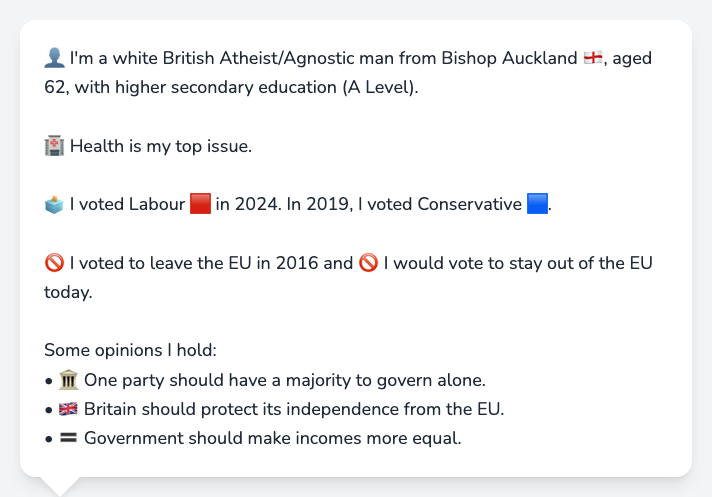 👤 I'm a white British Atheist/Agnostic man from Bishop Auckland 🏴󠁧󠁢󠁥󠁮󠁧󠁿, aged
62, with higher secondary education (A Level).
🏥 Health is my top issue.
🗳️ I voted Labour 🟥 in 2024. In 2019, I voted Conservative 🟦.
🚫 I voted to leave the EU in 2016 and 🚫 I would vote to stay out of the EU
today.
Some opinions I hold:
• 🏛️ One party should have a majority to govern alone.
• 🇬🇧 Britain should protect its independence from the EU.
• 🟰 Government should make incomes more equal.